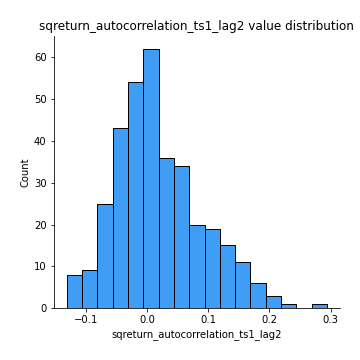 sqreturn_autocorrelation_ts1_lag2 value distribution
60
50
40
30
20
10
0
Count
−0.1 0.0 0.1 0.2 0.3
sqreturn_autocorrelation_ts1_lag2